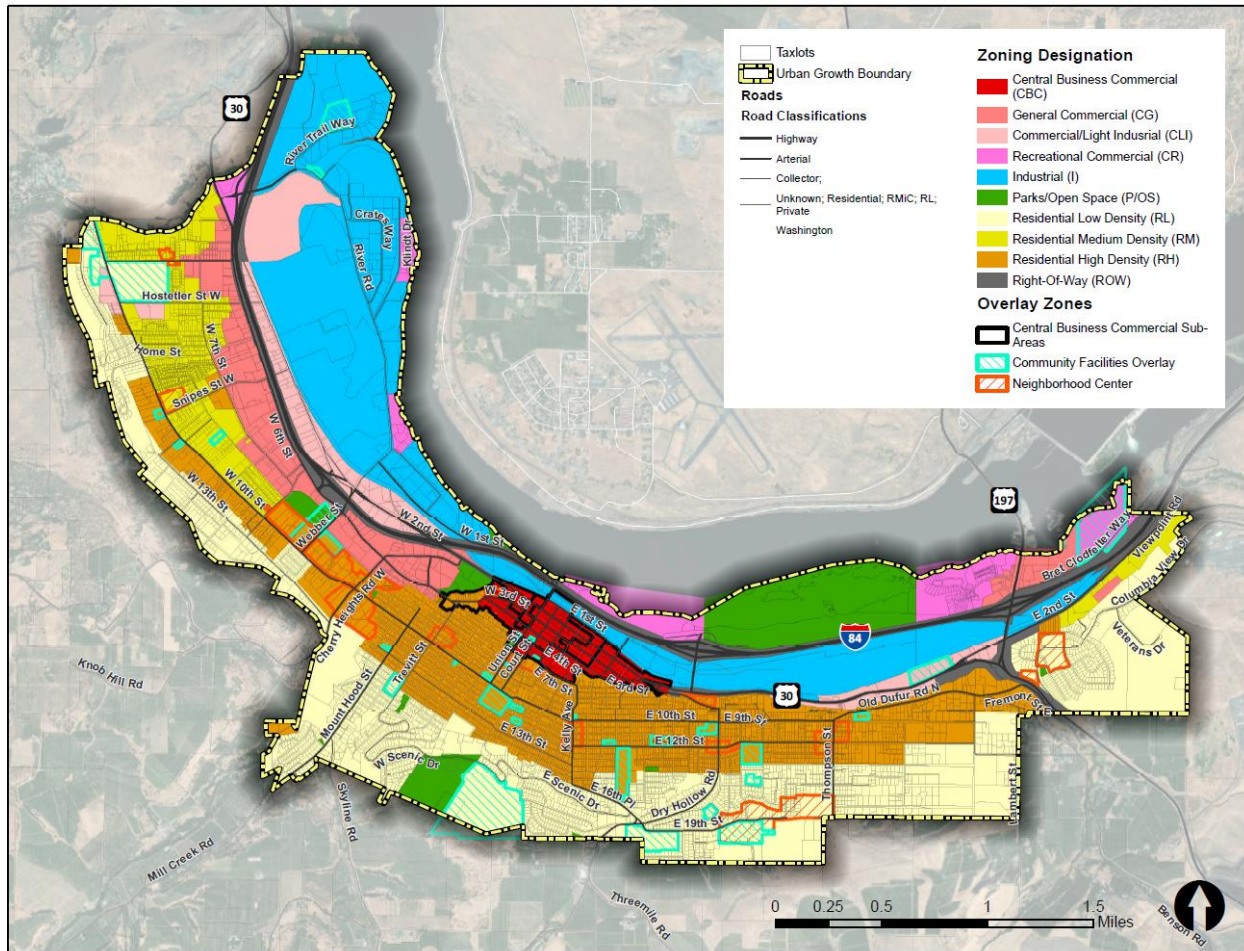 Taxlots
Urban Growth Boundary
Roads
Road Classifications
Highway
Arterial
Collector;
Unknown; Residential; RMiC; RL;
Private
Washington
Zoning Designation
Central Business Commercial
(CBC)
General Commercial (CG)
Commercial/Light Indusrial (CLI)
Recreational Commercial (CR)
Industrial (I)
Parks/Open Space (P/OS)
Residential Low Density (RL)
Residential Medium Density (RM)
Residential High Density (RH)
Right-Of-Way (ROW)
Overlay Zones
Central Business Commercial Sub-
Areas
Community Facilities Overlay
Neighborhood Center
30
River Trail Way
Crates Way
Klindt Dr
River Rd
Hostetler St W
W 7th St
Home St
Snipes St W
W 6th St
W 10th St
W 13th St
Webber St
W 2nd St
W 1st St
197
Bret Clodfelter Way
Viewpoint Rd
Columbia View Dr
E 2nd St
Veterans Dr
84
W 3rd St
E 1st St
Cherry Heights Rd W
Trevitt St
Union St
Court St
E 4th St
E 3rd St
E 7th St
30
Old Dufur Rd N
Fremont St E
Knob Hill Rd
Mount Hood St
E 10th St
E 9th St
E 12th St
E 13th St
Kelly Ave
Thompson St
W Scenic Dr
E Scenic Dr
E 16th Pl
Dry Hollow Rd
E 19th St
Lambert St
Skyline Rd
Mill Creek Rd
Threemile Rd
Benson Rd
0 0.25 0.5 1 1.5
Miles